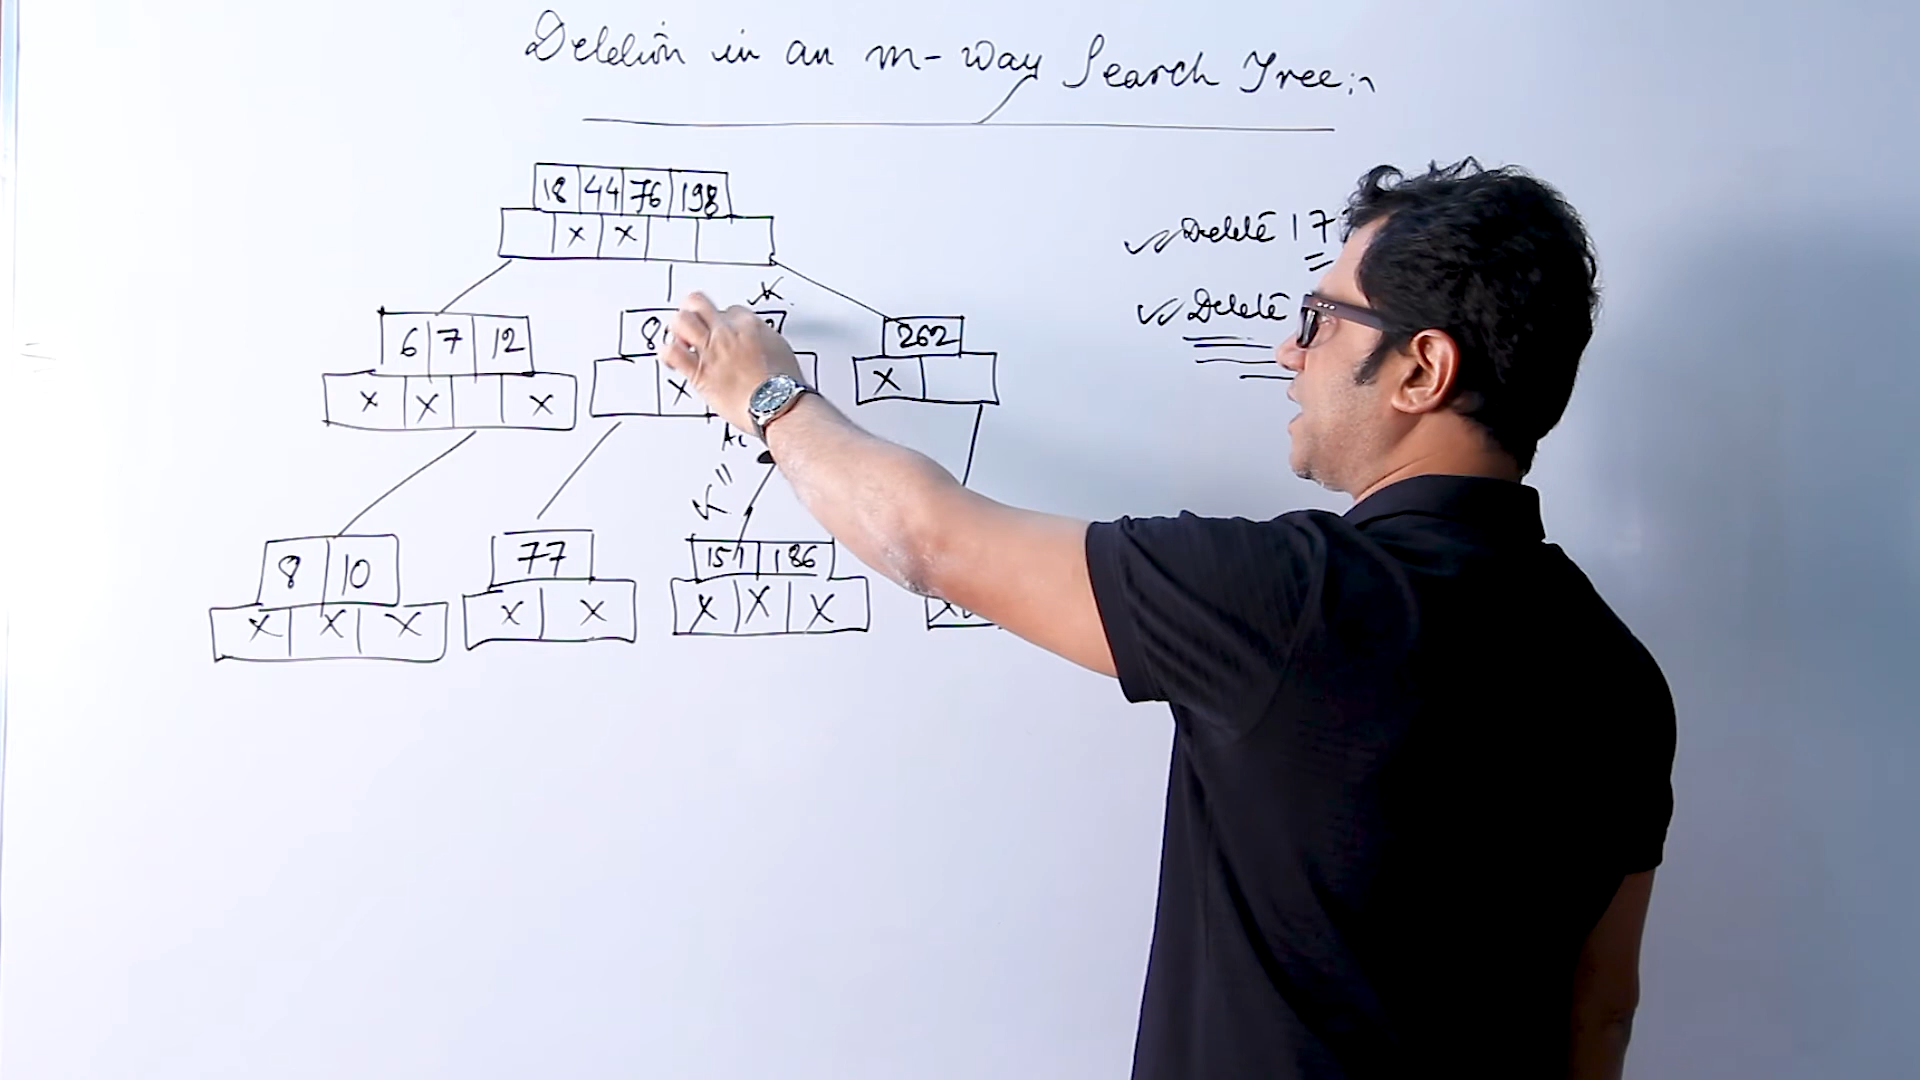 Deletion in an m-way Search Tree:-
18 44 76 198
x x
Delete 17
Delete
6 7 12
262
x x x
x
x
8 10
77
151 186
x x x
x x
x x x